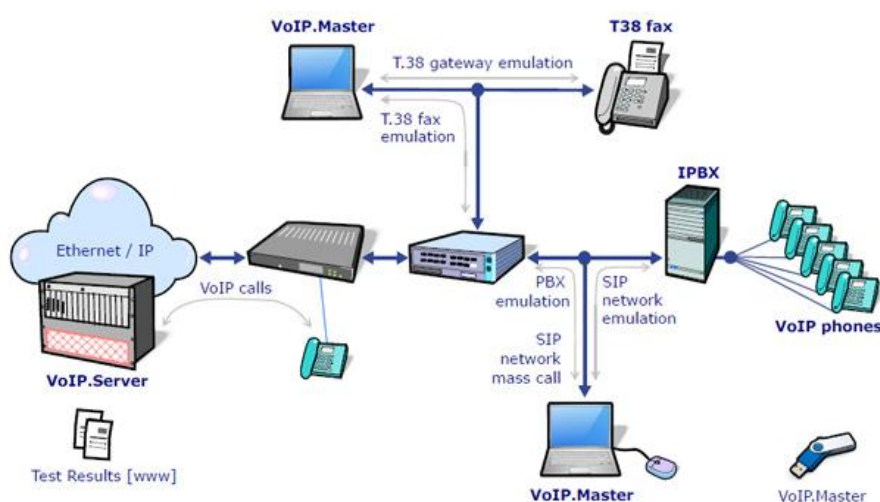 VoIP.Master
T38 fax
T.38 gateway emulation
T.38 fax
emulation
IPBX
Ethernet / IP
VoIP calls
PBX
emulation
SIP
network
emulation
VoIP phones
SIP
network
mass call
VoIP.Server
Test Results [www]
VoIP.Master
VoIP.Master